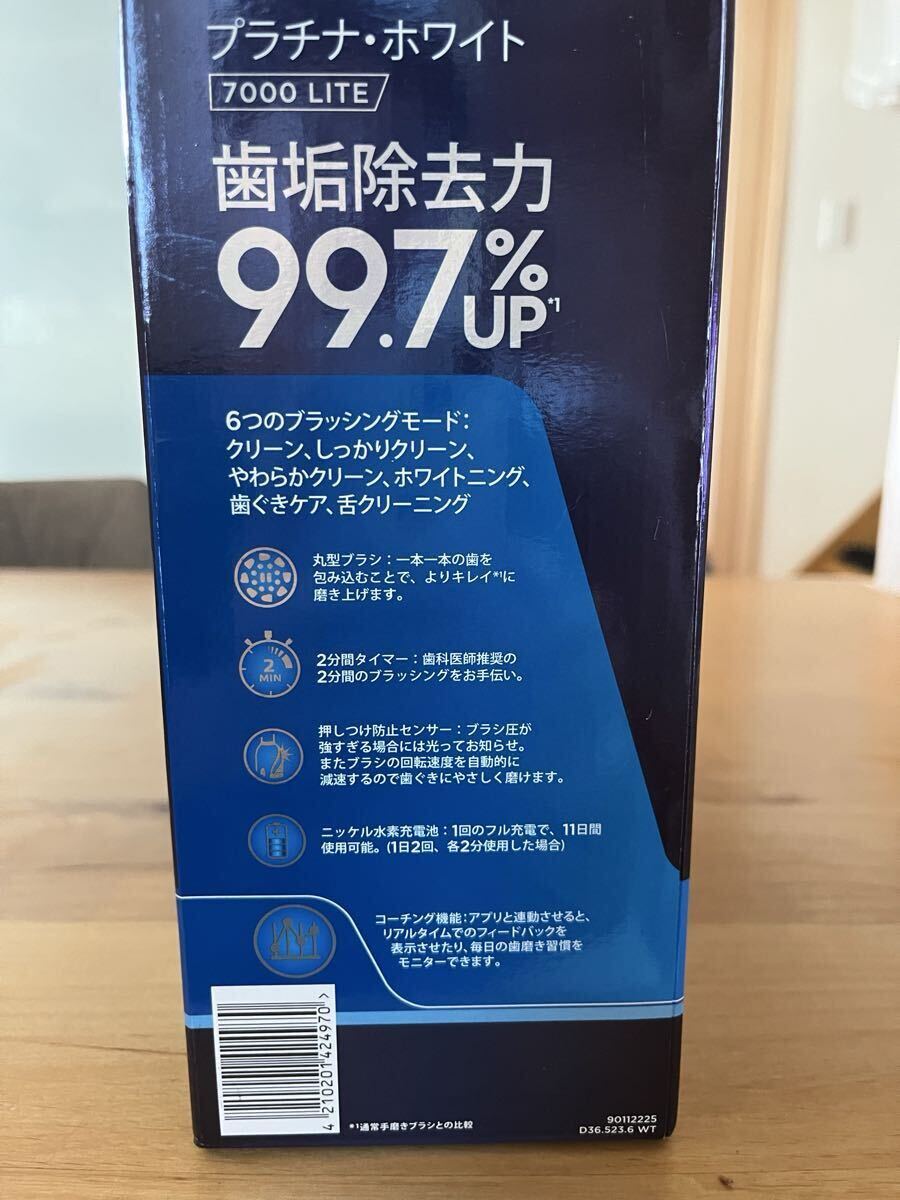 プラチナ・ホワイト
7000 LITE
歯垢除去力
99.7%UP*1
6つのブラッシングモード:
クリーン、しっかりクリーン、
やわらかクリーン、ホワイトニング、
歯ぐきケア、舌クリーニング
丸型ブラシ：一本一本の歯を
包み込むことで、よりキレイ*1に
磨き上げます。
2 MIN
2分間タイマー：歯科医師推奨の
2分間のブラッシングをお手伝い。
押しつけ防止センサー：ブラシ圧が
強すぎる場合には光ってお知らせ。
またブラシの回転速度を自動的に
減速するので歯ぐきにやさしく磨けます。
ニッケル水素充電池：1回のフル充電で、11日間
使用可能。(1日2回、各2分使用した場合)
コーチング機能:アプリと連動させると、
リアルタイムでのフィードバックを
表示させたり、毎日の歯磨き習慣を
モニターできます。
4 210201 424970 >
*1通常手磨きブラシとの比較
90112225
D36.523.6 WT